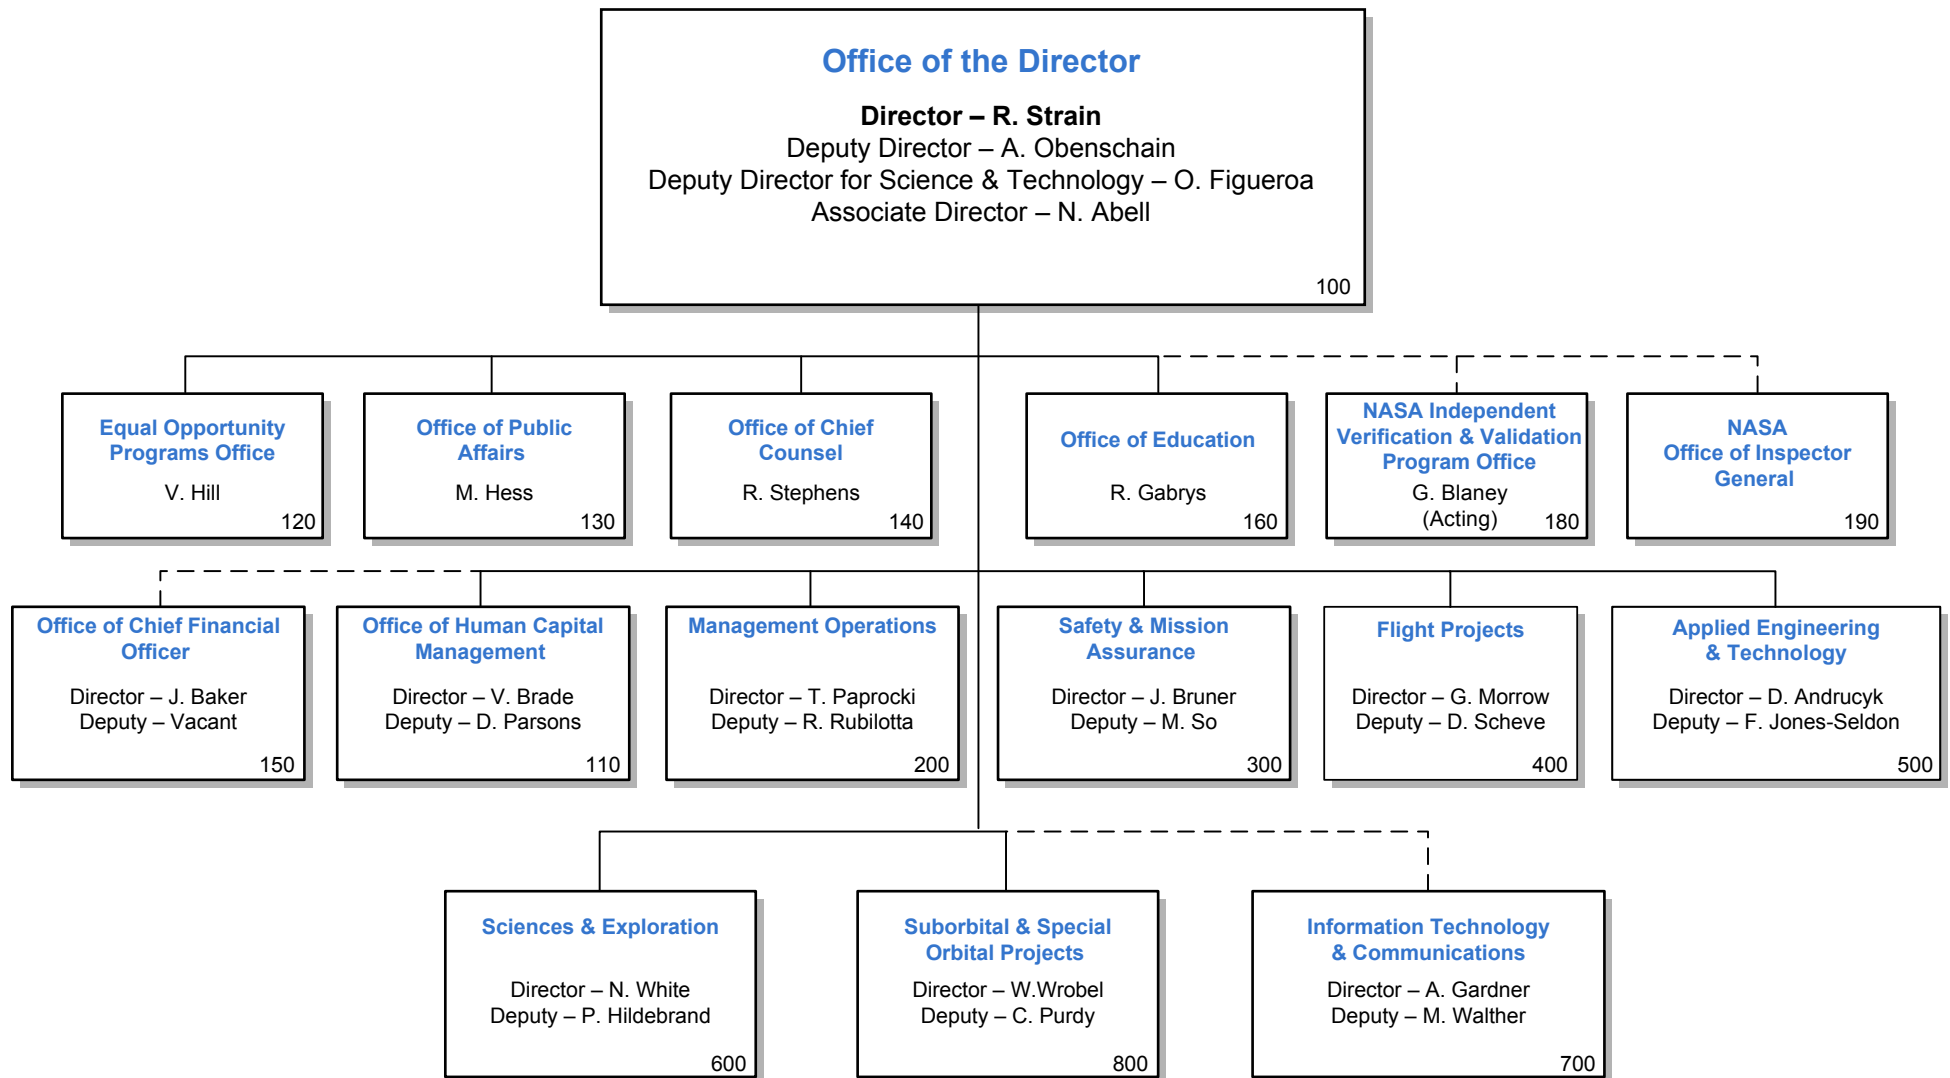 Office of the Director
Director – R. Strain
Deputy Director – A. Obenschain
Deputy Director for Science & Technology – O. Figueroa
Associate Director – N. Abell
100
Equal Opportunity
Programs Office
V. Hill
120
Office of Public
Affairs
M. Hess
130
Office of Chief
Counsel
R. Stephens
140
Office of Education
R. Gabrys
160
NASA Independent
Verification & Validation
Program Office
G. Blaney
(Acting)
180
NASA
Office of Inspector
General
190
Office of Chief Financial
Officer
Director – J. Baker
Deputy – Vacant
150
Office of Human Capital
Management
Director – V. Brade
Deputy – D. Parsons
110
Management Operations
Director – T. Paprocki
Deputy – R. Rubilotta
200
Safety & Mission
Assurance
Director – J. Bruner
Deputy – M. So
300
Flight Projects
Director – G. Morrow
Deputy – D. Scheve
400
Applied Engineering
& Technology
Director – D. Andrucyk
Deputy – F. Jones-Seldon
500
Sciences & Exploration
Director – N. White
Deputy – P. Hildebrand
600
Suborbital & Special
Orbital Projects
Director – W.Wrobel
Deputy – C. Purdy
800
Information Technology
& Communications
Director – A. Gardner
Deputy – M. Walther
700